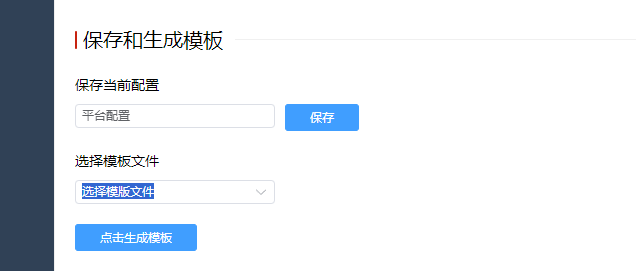 保存和生成模板
保存当前配置
平台配置
保存
选择模板文件
选择模版文件
点击生成模板